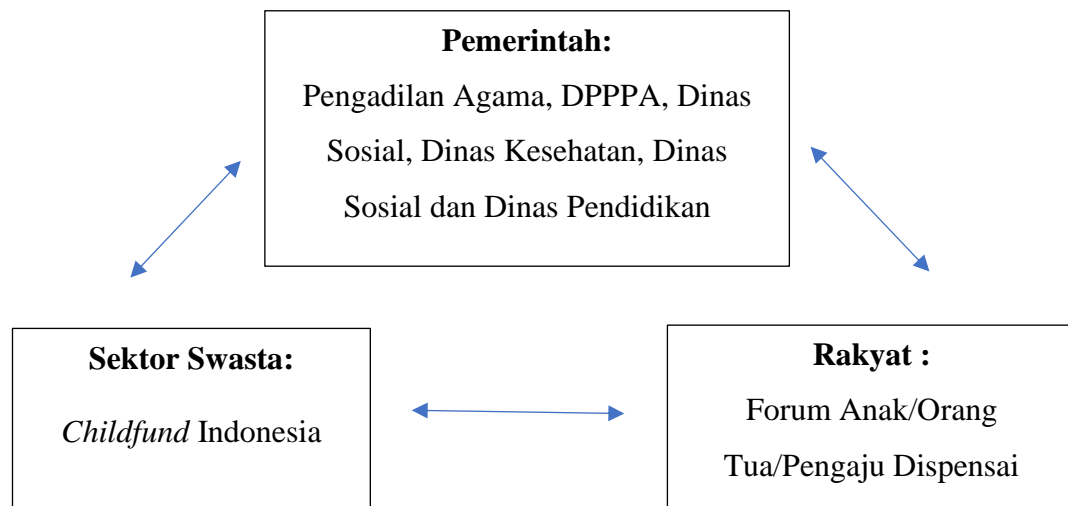 Pemerintah:
Pengadilan Agama, DPPPA, Dinas
Sosial, Dinas Kesehatan, Dinas
Sosial dan Dinas Pendidikan
Sektor Swasta:
Childfund Indonesia
Rakyat :
Forum Anak/Orang
Tua/Pengaju Dispensai